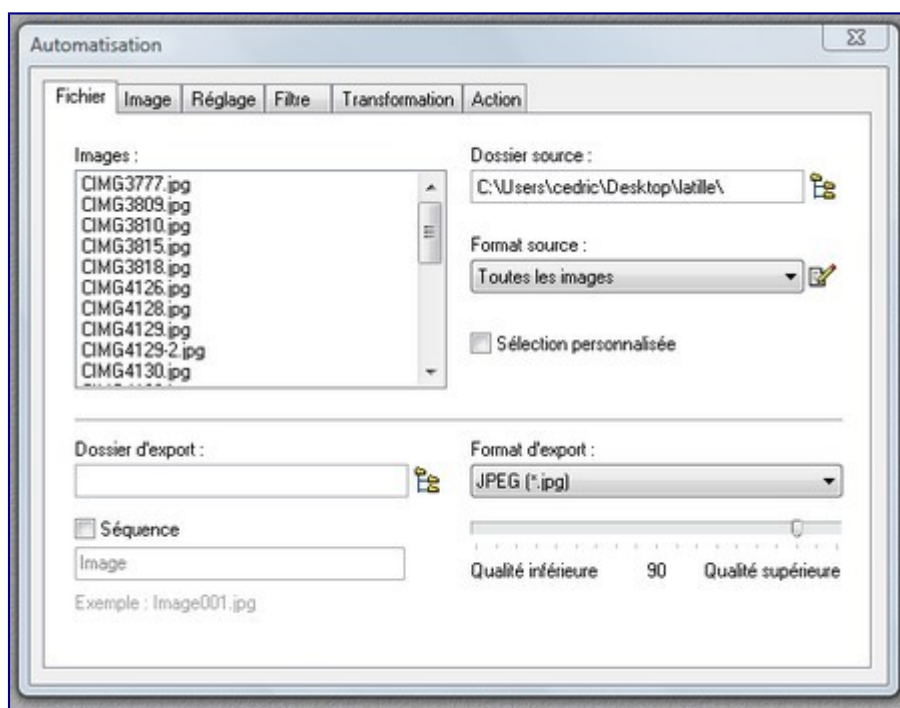 Automatisation
Fichier Image Réglage Filtre Transformation Action
Images :
CIMG3777.jpg
CIMG3809.jpg
CIMG3810.jpg
CIMG3815.jpg
CIMG3818.jpg
CIMG4126.jpg
CIMG4128.jpg
CIMG4129.jpg
CIMG4129-2.jpg
CIMG4130.jpg
Dossier source :
C:\Users\cedric\Desktop\latille\
Format source :
Toutes les images
Sélection personnalisée
Dossier d'export :
Séquence
Image
Exemple : Image001.jpg
Format d'export :
JPEG (*.jpg)
Qualité inférieure 90 Qualité supérieure